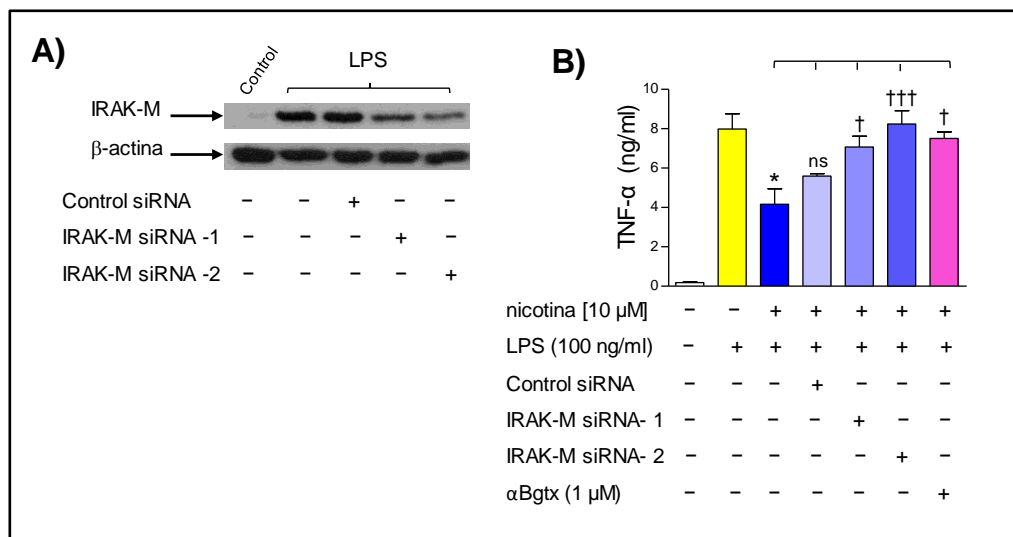 A)
Control
LPS
IRAK-M
β-actina
Control siRNA – – + – –
IRAK-M siRNA -1 – – – + –
IRAK-M siRNA -2 – – – – +
B)
TNF-α (ng/ml)
10
8
6
4
2
0
*
ns
†
†††
†
nicotina [10 µM] – – + + + + +
LPS (100 ng/ml) – + + + + + +
Control siRNA – – – + – – –
IRAK-M siRNA- 1 – – – – + – –
IRAK-M siRNA- 2 – – – – – + –
αBgtx (1 µM) – – – – – – +